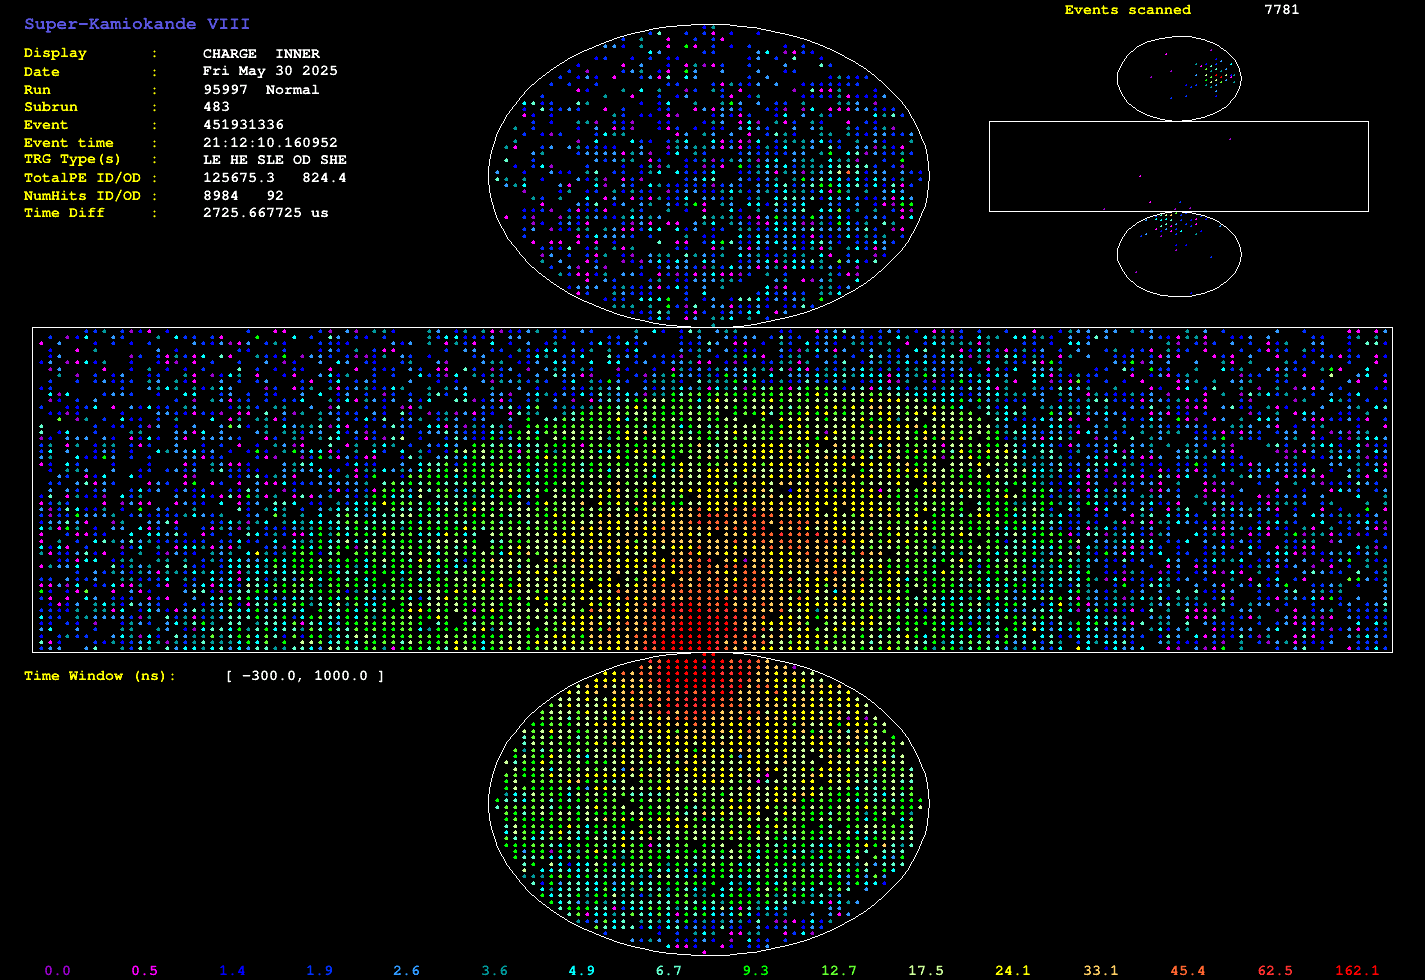 Super-Kamiokande VIII
Events scanned 7781
Display : CHARGE INNER
Date : Fri May 30 2025
Run : 95997 Normal
Subrun : 483
Event : 451931336
Event time : 21:12:10.160952
TRG Type(s) : LE HE SLE OD SHE
TotalPE ID/OD : 125675.3 824.4
NumHits ID/OD : 8984 92
Time Diff : 2725.667725 us
Time Window (ns): [ -300.0, 1000.0 ]
0.0 0.5 1.4 1.9 2.6 3.6 4.9 6.7 9.3 12.7 17.5 24.1 33.1 45.4 62.5 162.1